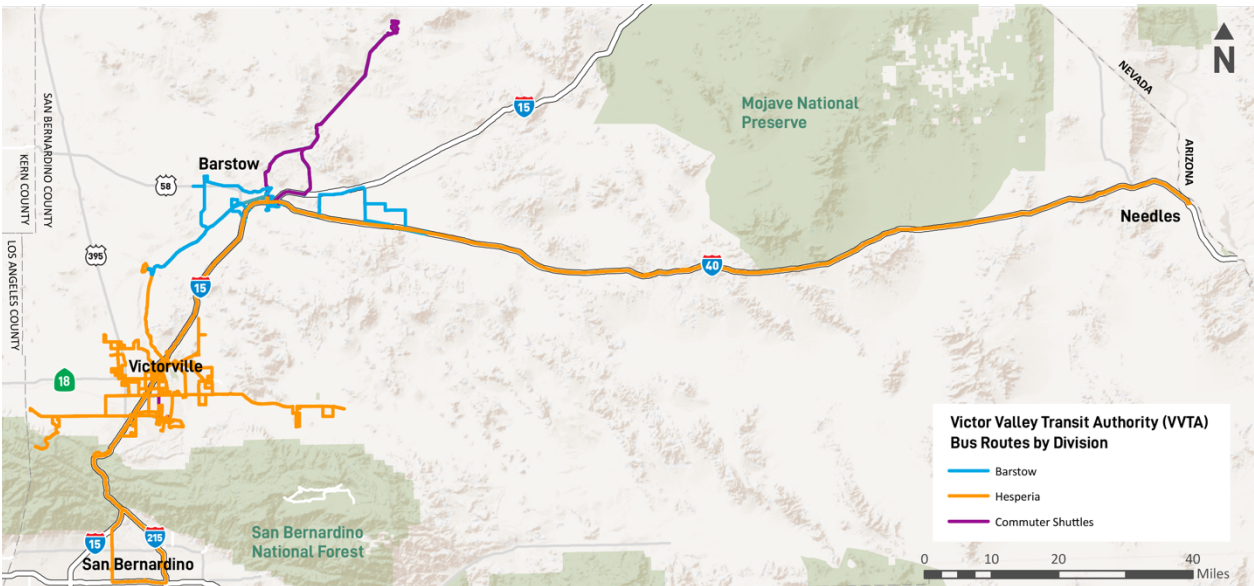 N
NEVADA
ARIZONA
15
Mojave National
Preserve
SAN BERNARDINO COUNTY
KERN COUNTY
LOS ANGELES COUNTY
Barstow
58
395
15
40
Needles
Victorville
18
San Bernardino
National Forest
15
215
San Bernardino
Victor Valley Transit Authority (VVTA)
Bus Routes by Division
Barstow
Hesperia
Commuter Shuttles
0 10 20 40
Miles